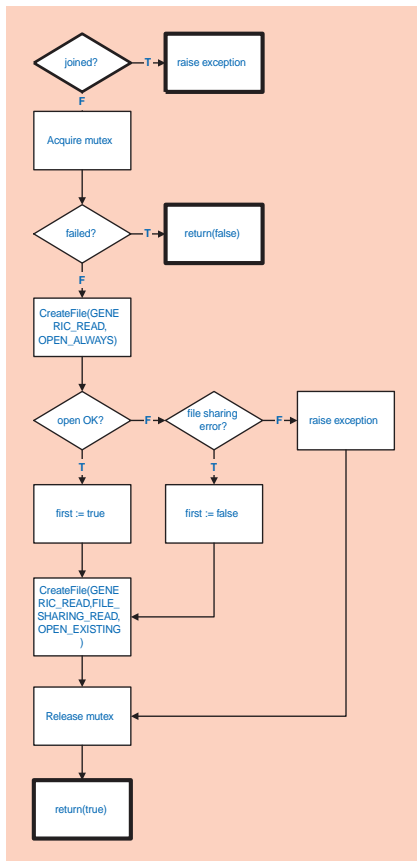 joined?
T
raise exception
F
Acquire mutex
failed?
T
return(false)
F
CreateFile(GENE
RIC_READ,
OPEN_ALWAYS)
open OK?
F
file sharing
error?
F
raise exception
T
T
first := true
first := false
CreateFile(GENE
RIC_READ,FILE_
SHARING_READ,
OPEN_EXISTING
)
Release mutex
return(true)